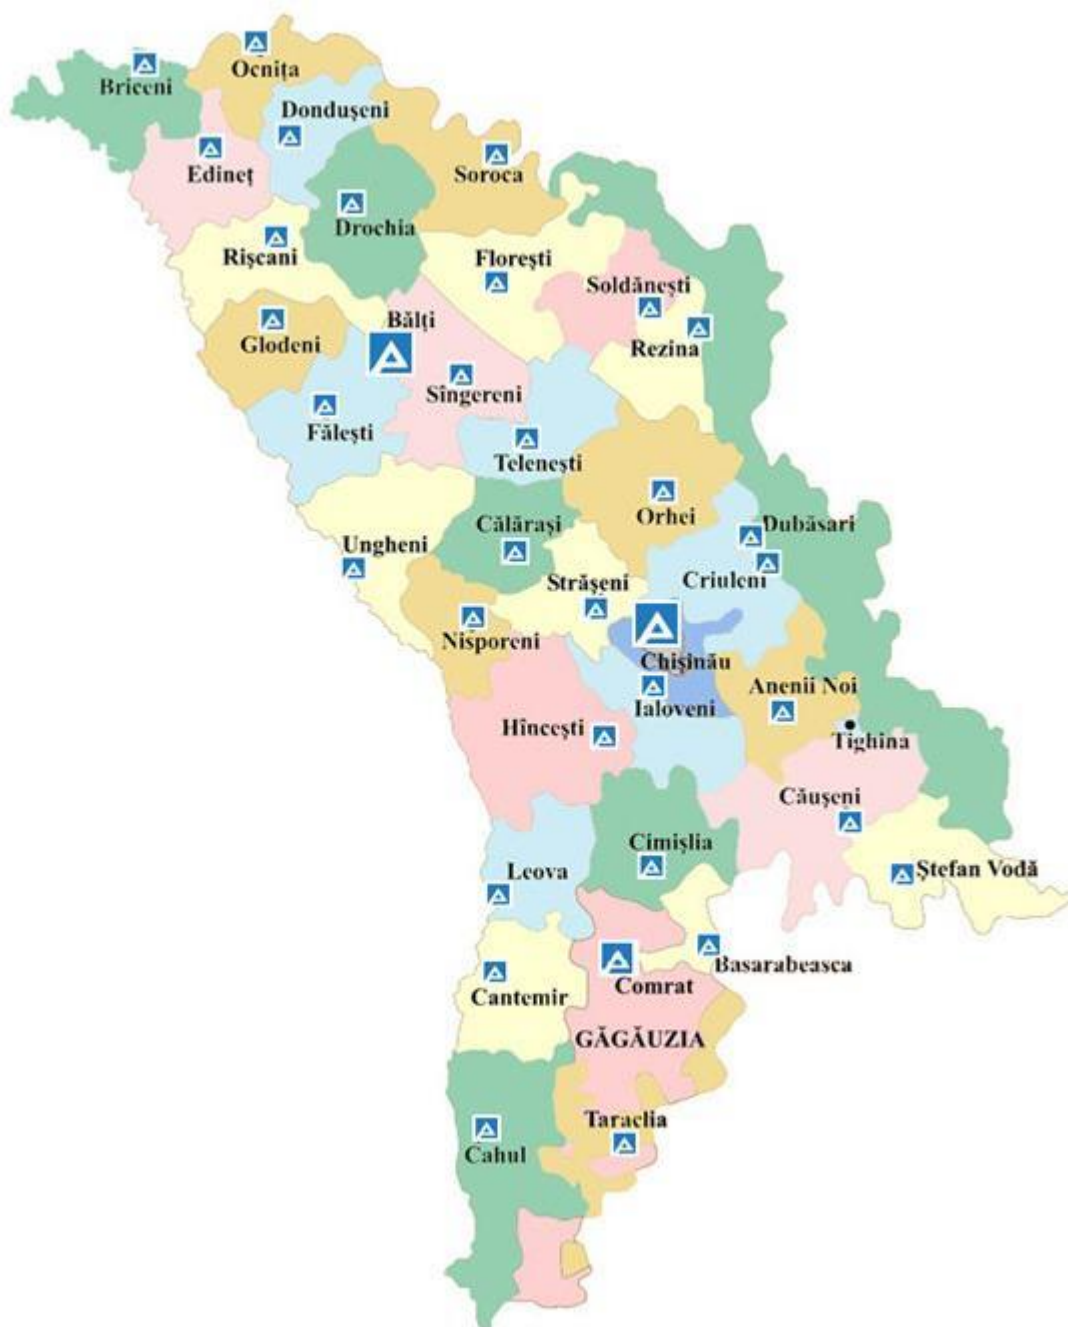 Ocnița
Briceni
Dondușeni
Edineț
Soroca
Drochia
Rișcani
Florești
Soldănești
Bălți
Glodeni
Rezina
Sîngereni
Fălești
Telenești
Orhei
Călărași
Dubăsari
Ungheni
Strășeni
Criuleni
Nisporeni
Chișinău
Anenii Noi
Ialoveni
Hîncești
Tighina
Căușeni
Cimișlia
Leova
Ștefan Vodă
Basarabeasca
Cantemir
Comrat
GĂGĂUZIA
Taraclia
Cahul